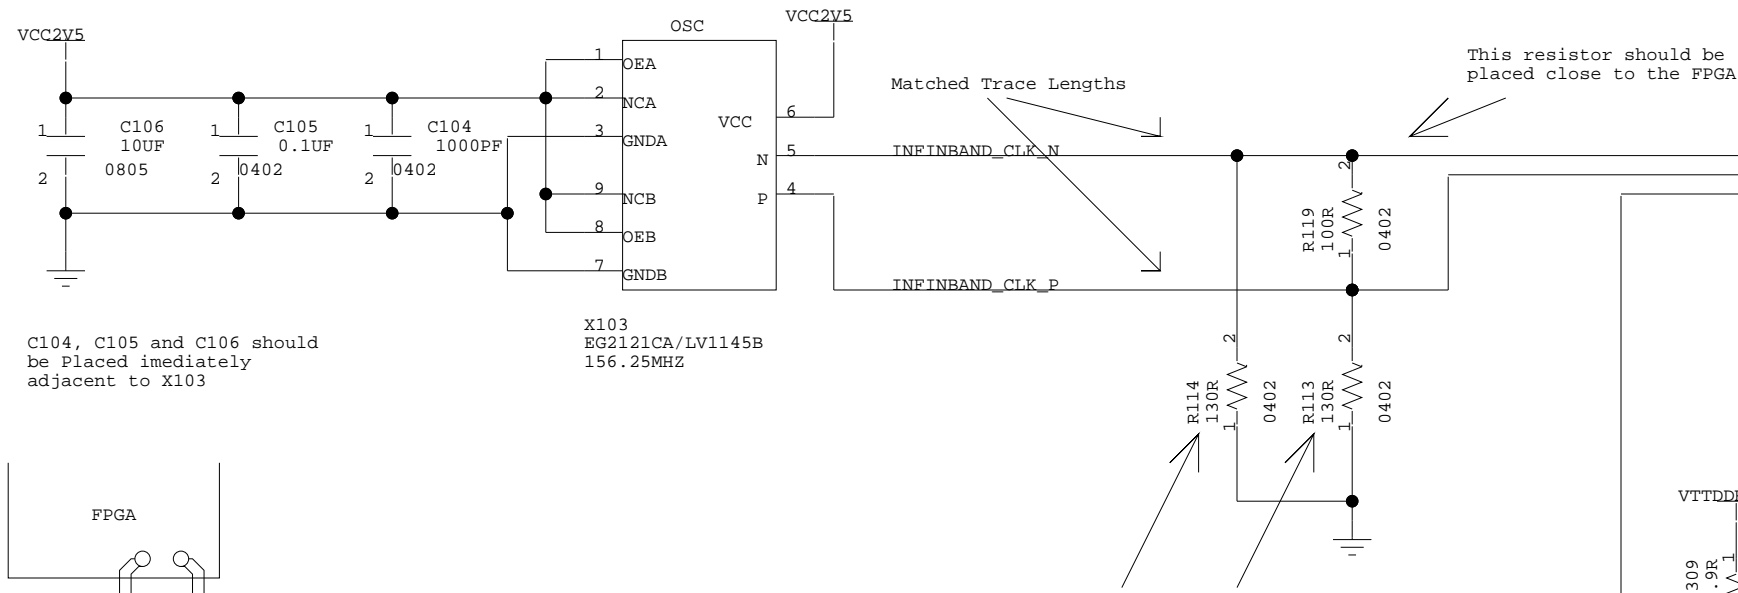 VCC2V5
C106
10UF
0805
1
2
C105
0.1UF
0402
1
2
C104
1000PF
0402
1
2
OSC
VCC2V5
1
OEA
2
NCA
3
GNDA
9
NCB
8
OEB
7
GNDB
VCC
6
N
5
P
4
X103
EG2121CA/LV1145B
156.25MHZ
C104, C105 and C106 should
be Placed imediately
adjacent to X103
Matched Trace Lengths
INFINBAND_CLK_N
INFINBAND_CLK_P
This resistor should be
placed close to the FPGA
R119
100R
0402
2
1
R114
130R
0402
2
1
R113
130R
0402
2
1
FPGA
VTTDD
309
.9R
1